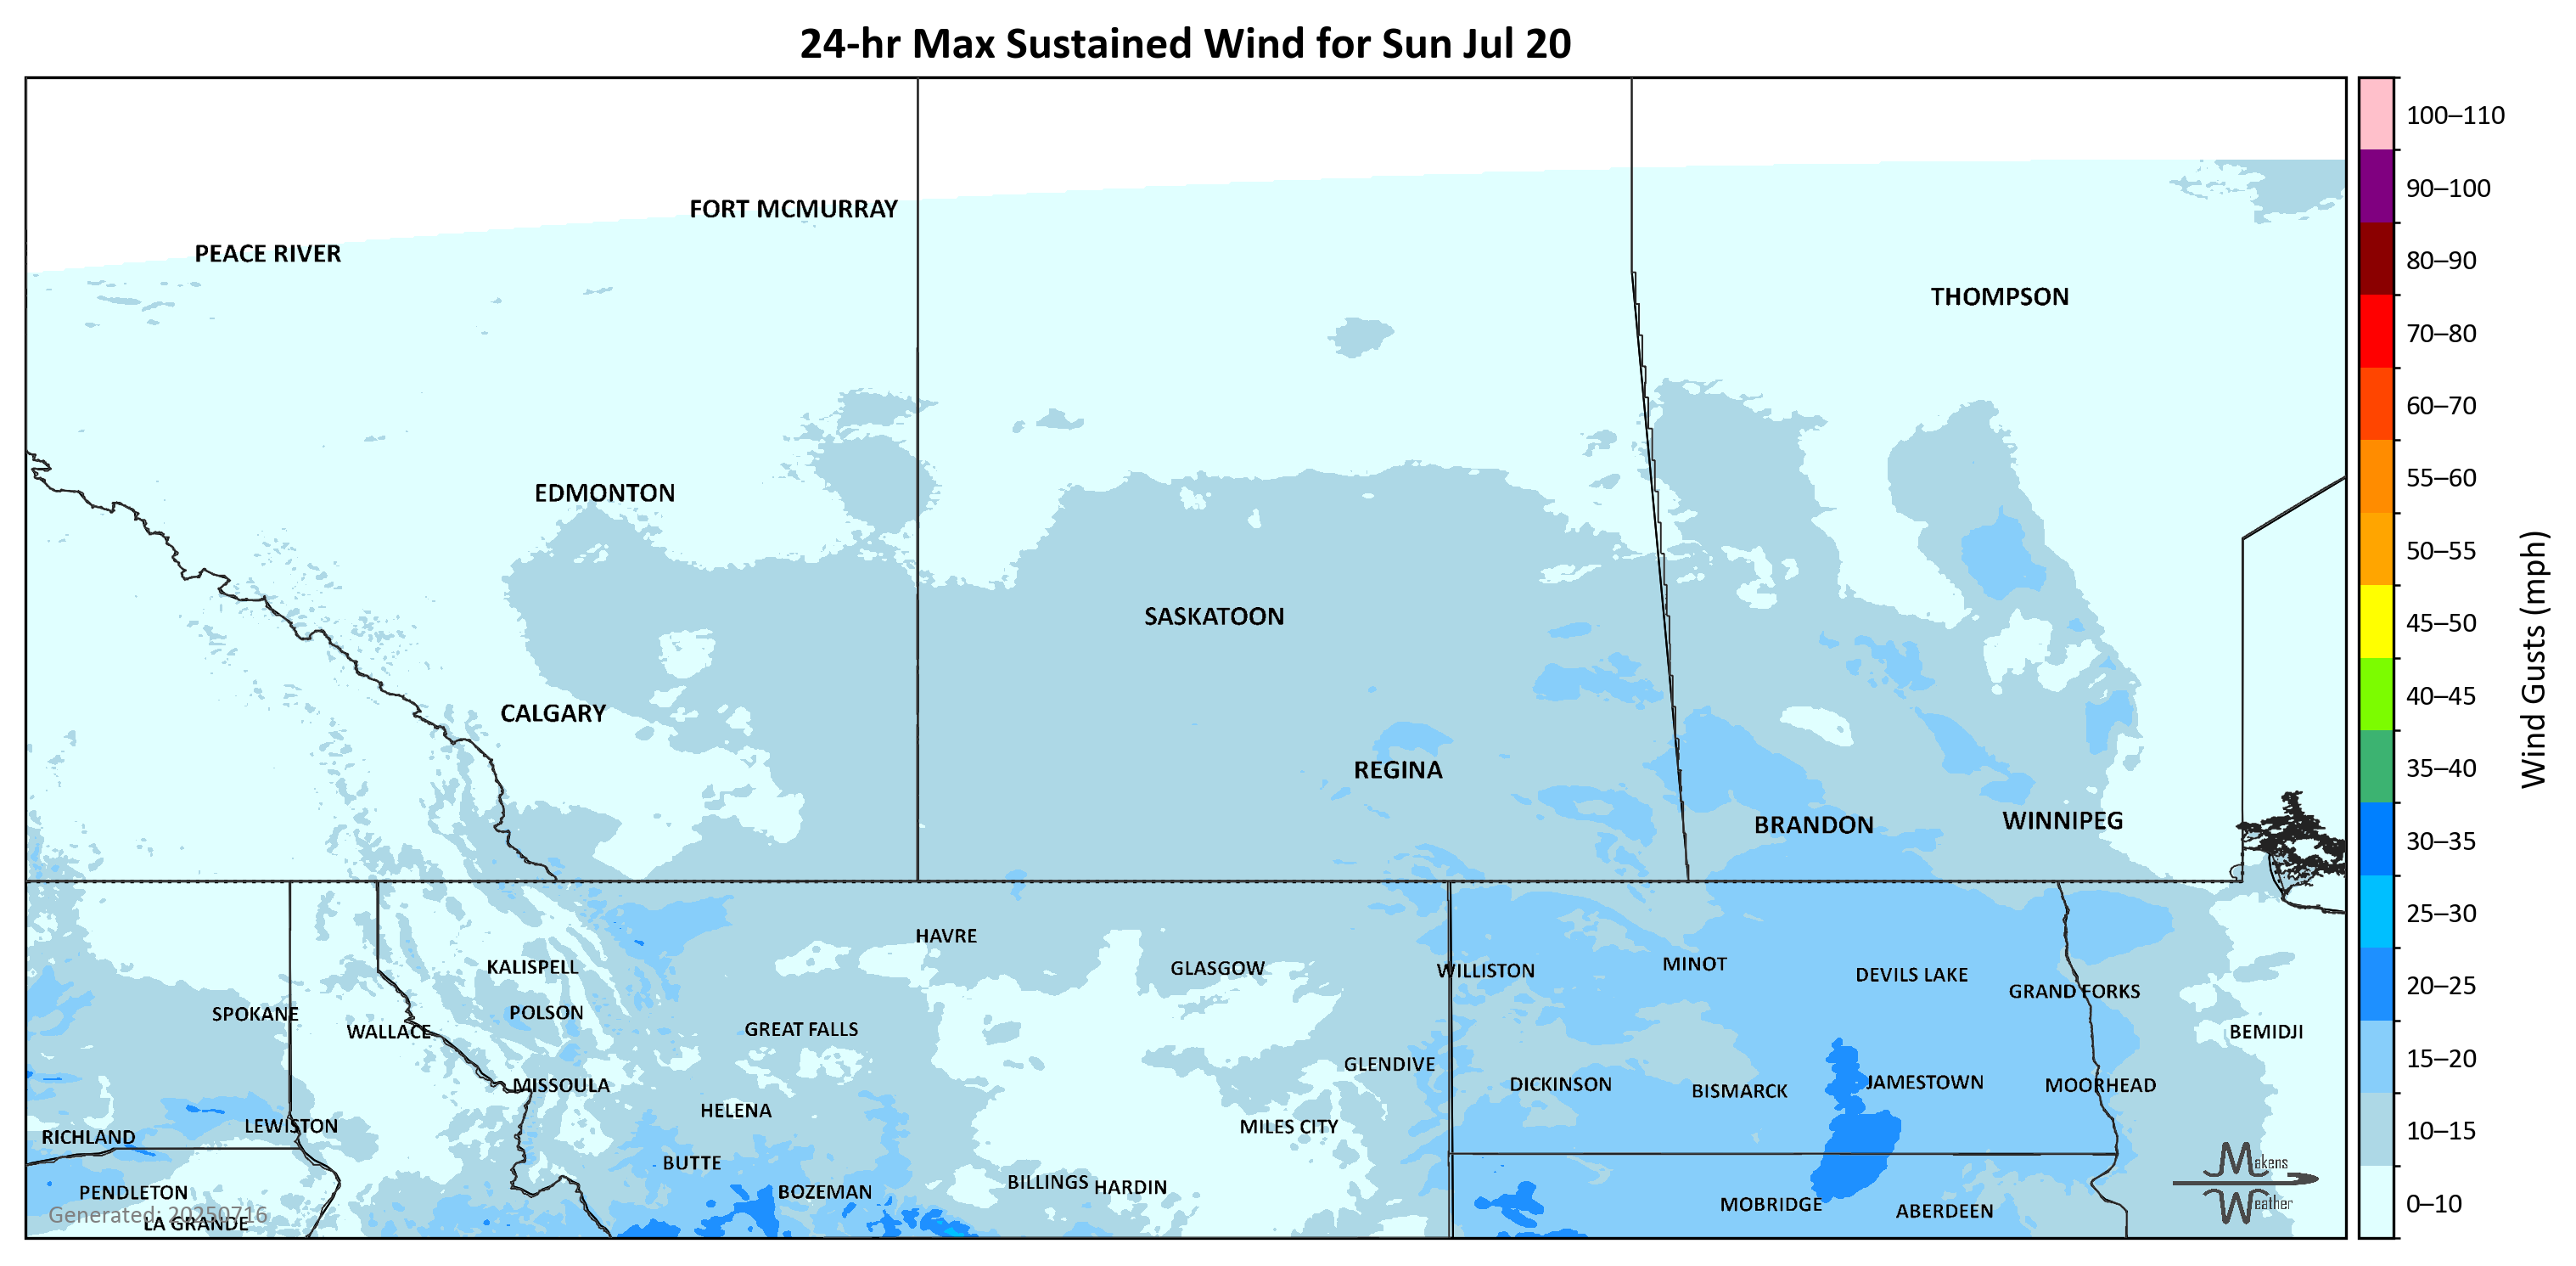 24-hr Max Sustained Wind for Sun Jul 20
100–110
90–100
80–90
70–80
60–70
55–60
50–55
45–50
40–45
35–40
30–35
25–30
20–25
15–20
10–15
0–10
Wind Gusts (mph)
FORT MCMURRAY
PEACE RIVER
THOMPSON
EDMONTON
SASKATOON
CALGARY
REGINA
BRANDON
WINNIPEG
HAVRE
KALISPELL
GLASGOW
WILLISTON
MINOT
DEVILS LAKE
GRAND FORKS
SPOKANE
POLSON
WALLACE
GREAT FALLS
BEMIDJI
GLENDIVE
MISSOULA
DICKINSON
BISMARCK
JAMESTOWN
MOORHEAD
HELENA
LEWISTON
RICHLAND
MILES CITY
BUTTE
PENDLETON
BOZEMAN
BILLINGS
HARDIN
MOBRIDGE
ABERDEEN
Generated: 20250716
LA GRANDE
Makens
Weather